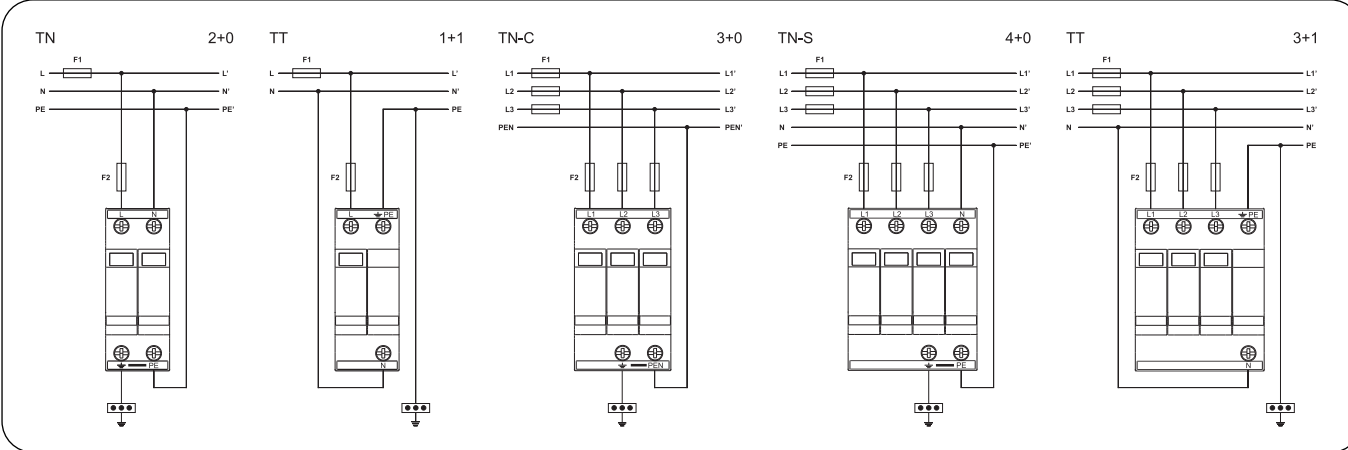 TN 2+0
F1
L L'
N N'
PE PE'
F2
L N
PE
TT 1+1
F1
L L'
N N'
PE
F2
L PE
N
TN-C 3+0
F1
L1 L1'
L2 L2'
L3 L3'
PEN PEN'
F2
L1 L2 L3
PEN
TN-S 4+0
F1
L1 L1'
L2 L2'
L3 L3'
N N'
PE PE'
F2
L1 L2 L3 N
PE
TT 3+1
F1
L1 L1'
L2 L2'
L3 L3'
N N'
PE
F2
L1 L2 L3 PE
N